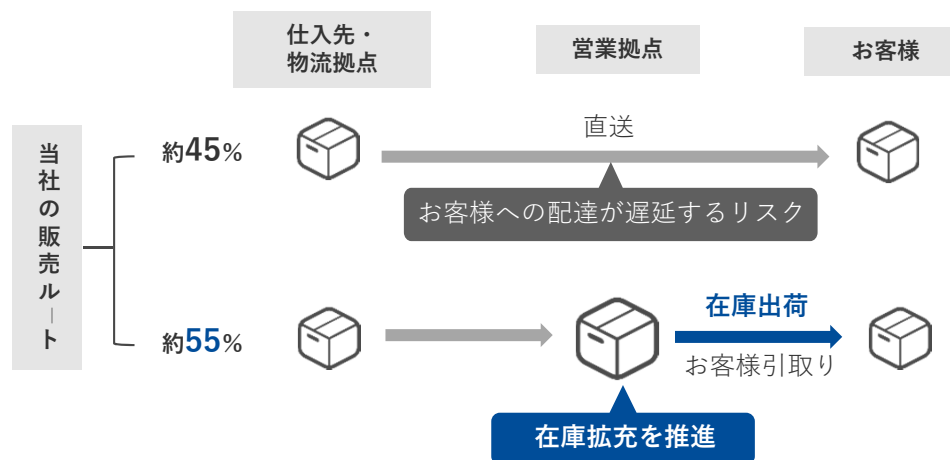 仕入先・
物流拠点
営業拠点
お客様
当社の販売ルート
約45%
直送
お客様への配達が遅延するリスク
約55%
在庫出荷
お客様引取り
在庫拡充を推進